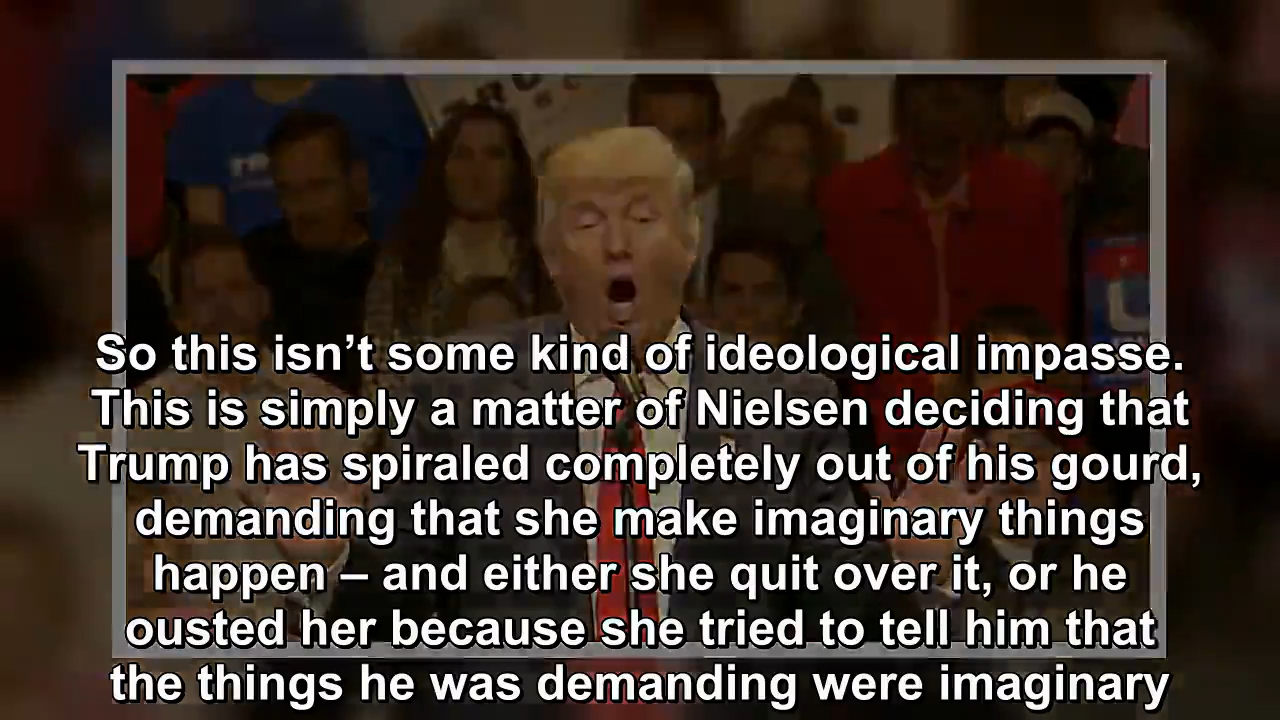 So this isn’t some kind of ideological impasse.
This is simply a matter of Nielsen deciding that
Trump has spiraled completely out of his gourd,
demanding that she make imaginary things
happen – and either she quit over it, or he
ousted her because she tried to tell him that
the things he was demanding were imaginary